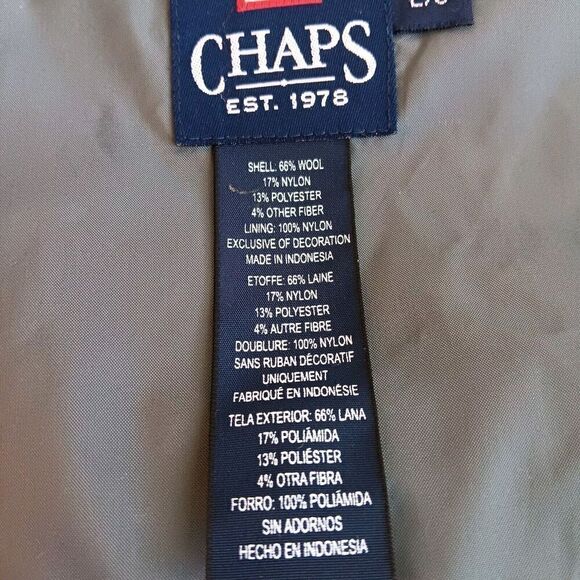 CHAPS
EST. 1978
SHELL: 66% WOOL
17% NYLON
13% POLYESTER
4% OTHER FIBER
LINING: 100% NYLON
EXCLUSIVE OF DECORATION
MADE IN INDONESIA
ETOFFE: 66% LAINE
17% NYLON
13% POLYESTER
4% AUTRE FIBRE
DOUBLURE: 100% NYLON
SANS RUBAN DÉCORATIF
UNIQUEMENT
FABRIQUÉ EN INDONÉSIE
TELA EXTERIOR: 66% LANA
17% POLIÁMIDA
13% POLIÉSTER
4% OTRA FIBRA
FORRO: 100% POLIÁMIDA
SIN ADORNOS
HECHO EN INDONESIA